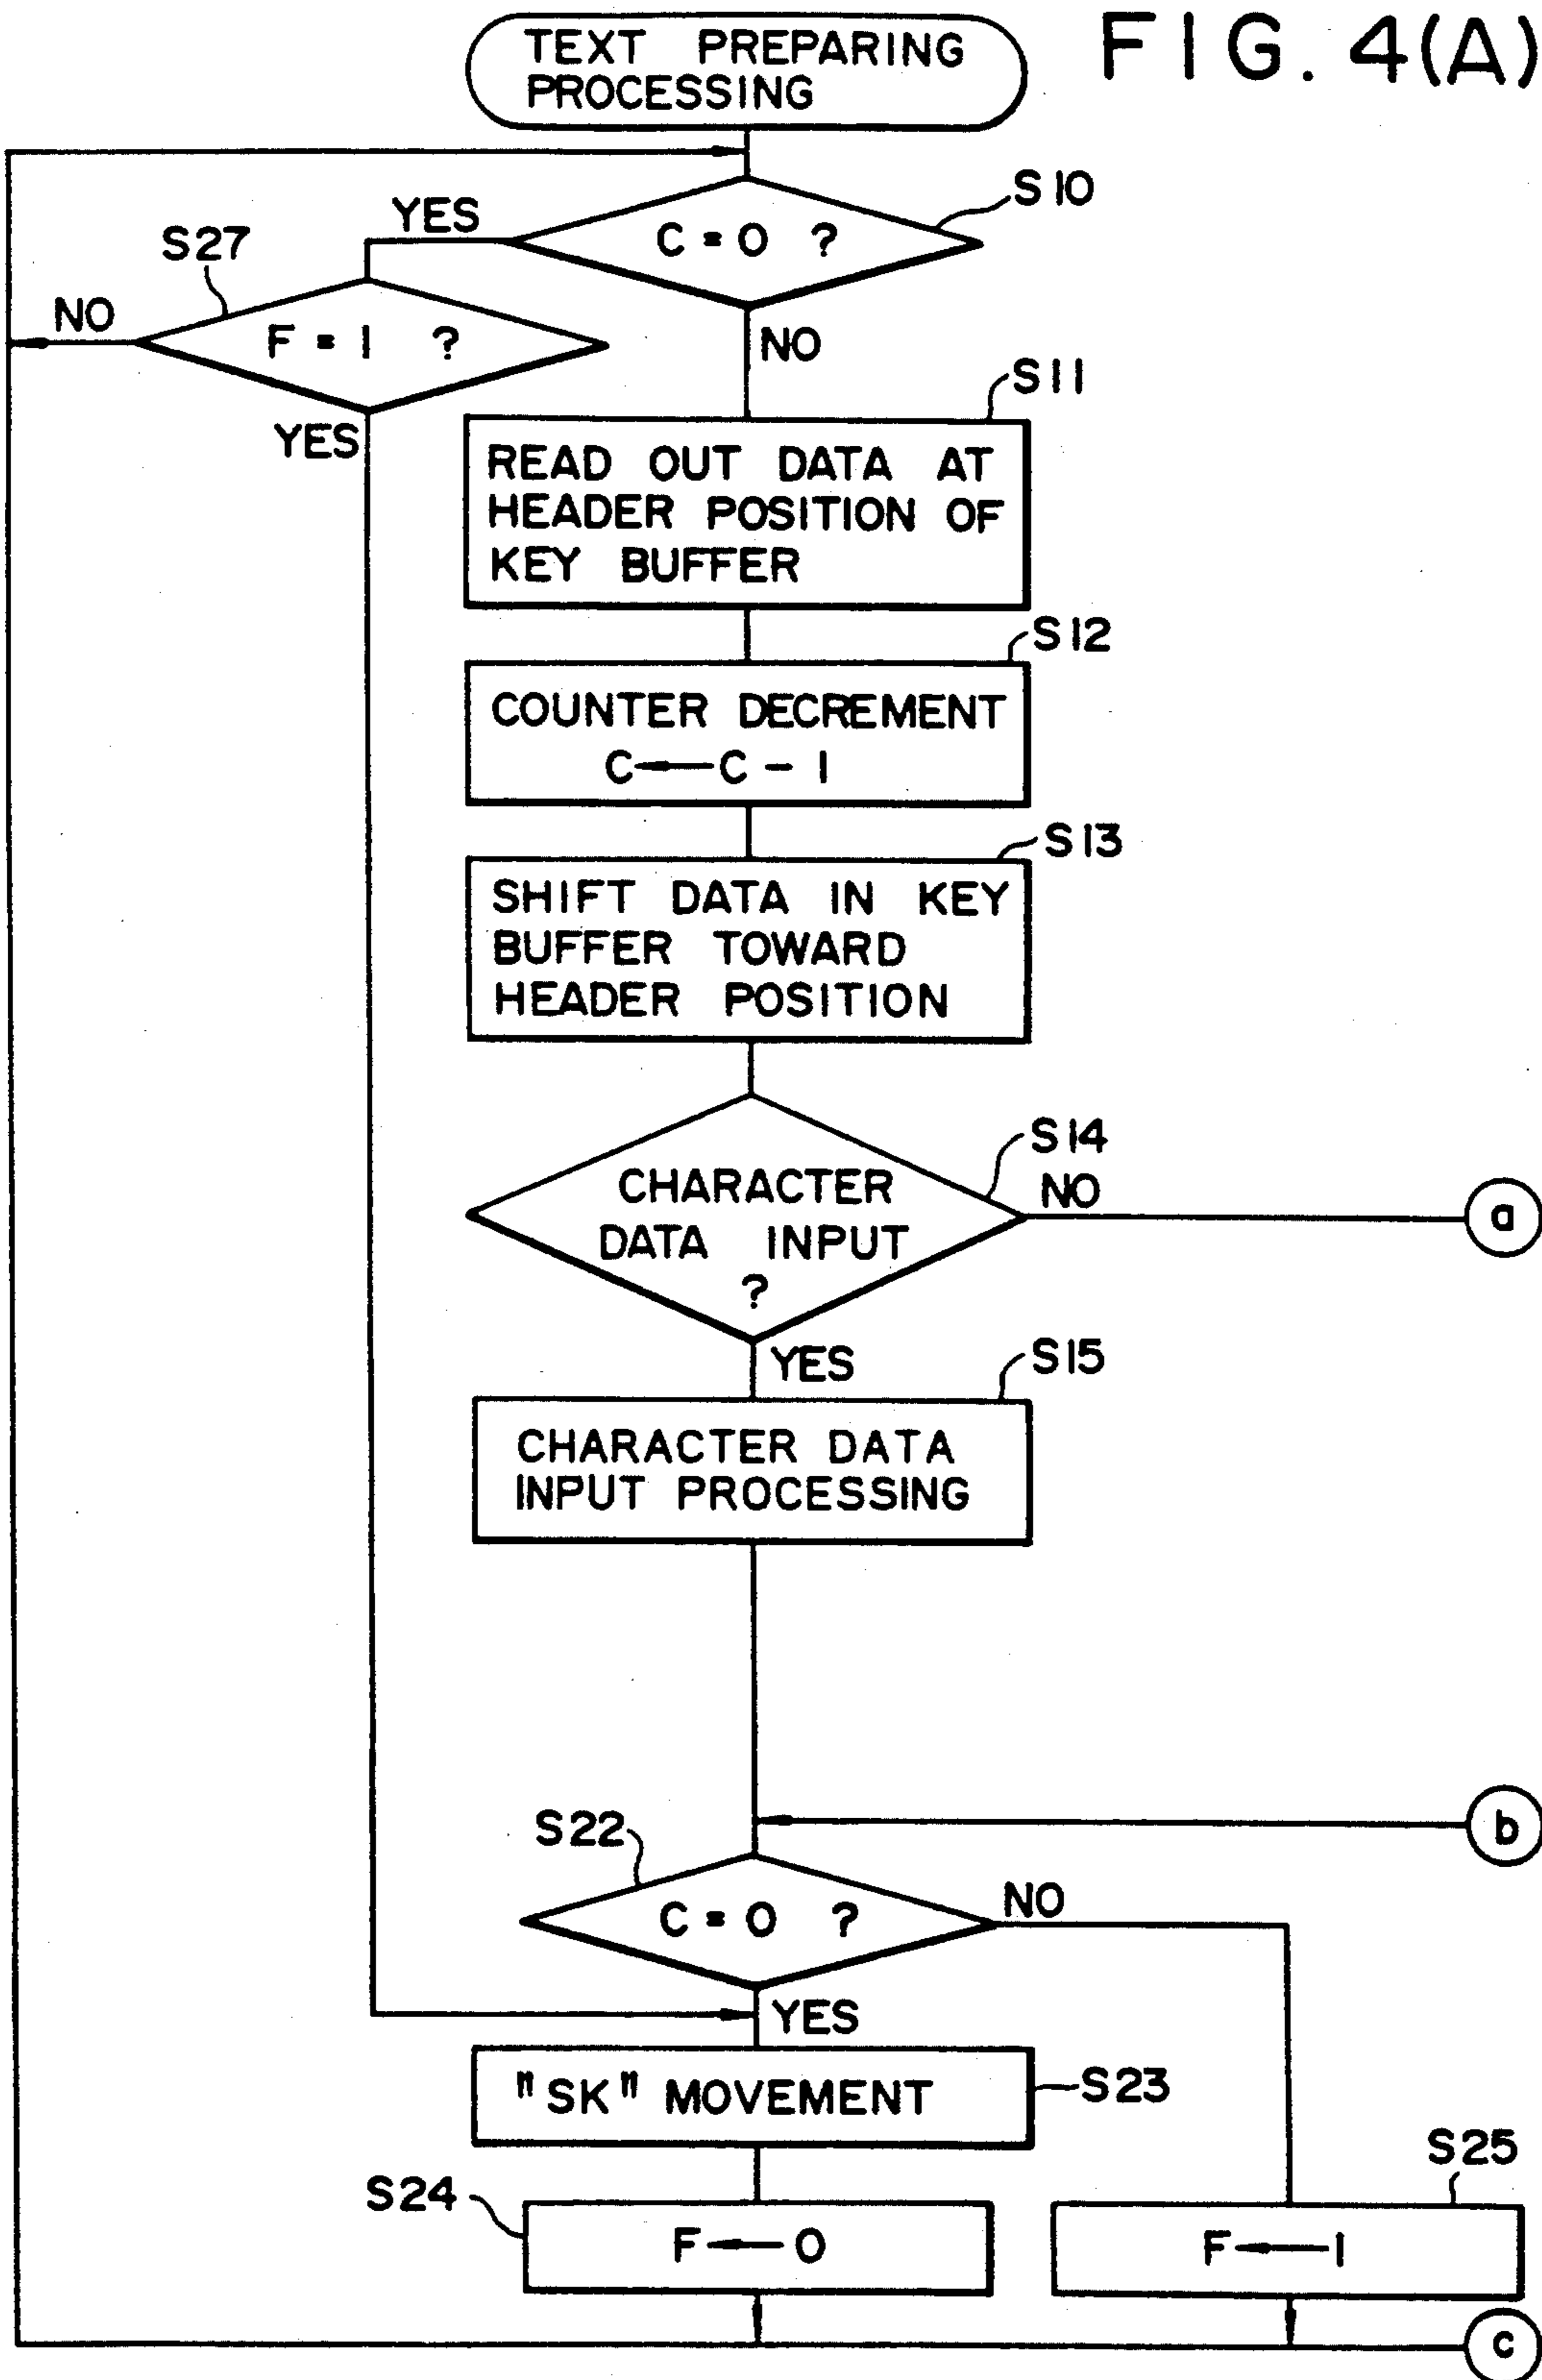 FIG. 4(A)
TEXT PREPARING
PROCESSING
S10
YES
C = 0 ?
S27
NO
F = 1 ?
NO
YES
S11
READ OUT DATA AT
HEADER POSITION OF
KEY BUFFER
S12
COUNTER DECREMENT
C ← C - 1
S13
SHIFT DATA IN KEY
BUFFER TOWARD
HEADER POSITION
S14
CHARACTER
DATA INPUT
?
NO
a
YES
S15
CHARACTER DATA
INPUT PROCESSING
b
S22
C = 0 ?
NO
YES
"SK" MOVEMENT
S23
S24
F ← 0
S25
F ← 1
c